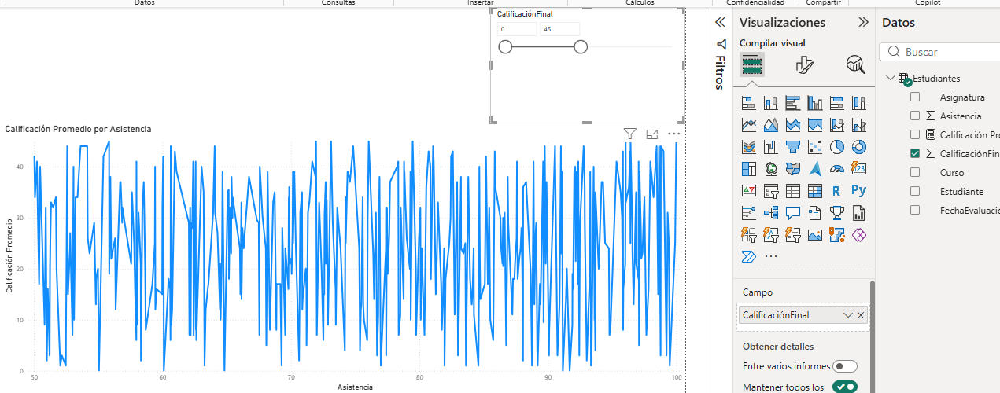 Datos
Consultas
Insertar
Cálculos
Confidencialidad
Compartir
Copilot
CalificaciónFinal
0
45
Calificación Promedio por Asistencia
Calificación Promedio
40
30
20
10
0
50
60
70
80
90
100
Asistencia
Filtros
Visualizaciones
Compilar visual
123
R
Py
Campo
CalificaciónFinal
Obtener detalles
Entre varios informes
Mantener todos los
Datos
Buscar
Estudiantes
Asignatura
Asistencia
Calificación Pro
CalificaciónFin
Curso
Estudiante
FechaEvaluació